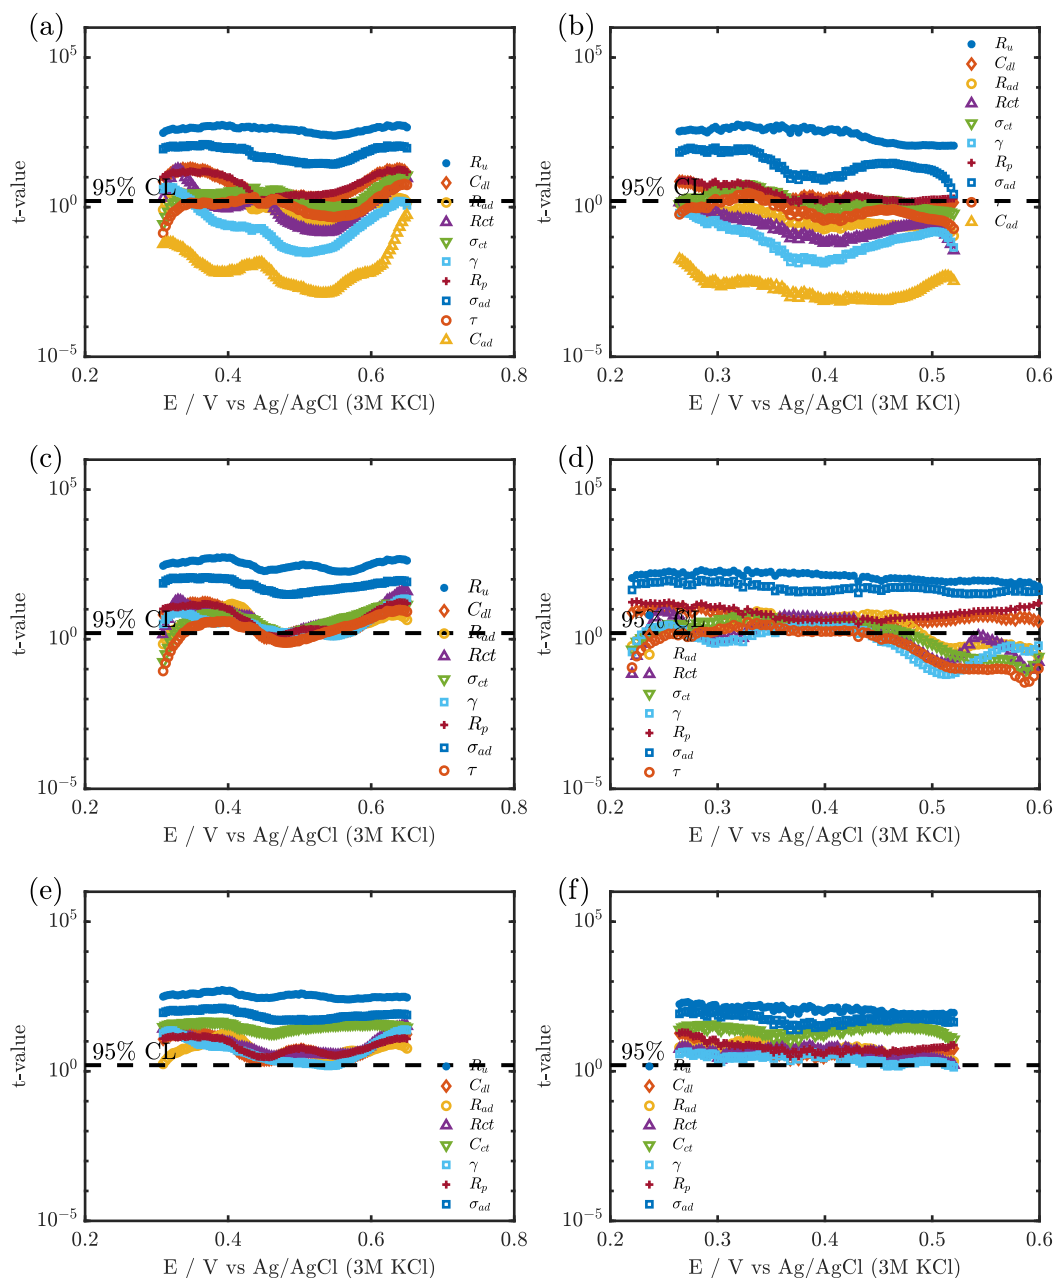 (a)
10^5
10^0
10^-5
t-value
95% CL
R_u
C_dl
R_ad
Rct
σ_ct
γ
R_p
σ_ad
τ
C_ad
0.2 0.4 0.6 0.8
E / V vs Ag/AgCl (3M KCl)
(b)
10^5
10^0
10^-5
t-value
95% CL
R_u
C_dl
R_ad
Rct
σ_ct
γ
R_p
σ_ad
τ
C_ad
0.2 0.3 0.4 0.5 0.6
E / V vs Ag/AgCl (3M KCl)
(c)
10^5
10^0
10^-5
t-value
95% CL
R_u
C_dl
R_ad
Rct
σ_ct
γ
R_p
σ_ad
τ
0.2 0.4 0.6 0.8
E / V vs Ag/AgCl (3M KCl)
(d)
10^5
10^0
10^-5
t-value
95% CL
C_dl
R_ad
Rct
σ_ct
γ
R_p
σ_ad
τ
0.2 0.3 0.4 0.5 0.6
E / V vs Ag/AgCl (3M KCl)
(e)
10^5
10^0
10^-5
t-value
95% CL
R_u
C_dl
R_ad
Rct
C_ct
γ
R_p
σ_ad
0.2 0.4 0.6 0.8
E / V vs Ag/AgCl (3M KCl)
(f)
10^5
10^0
10^-5
t-value
95%
R_u
C_dl
R_ad
Rct
C_ct
γ
R_p
σ_ad
0.2 0.3 0.4 0.5 0.6
E / V vs Ag/AgCl (3M KCl)